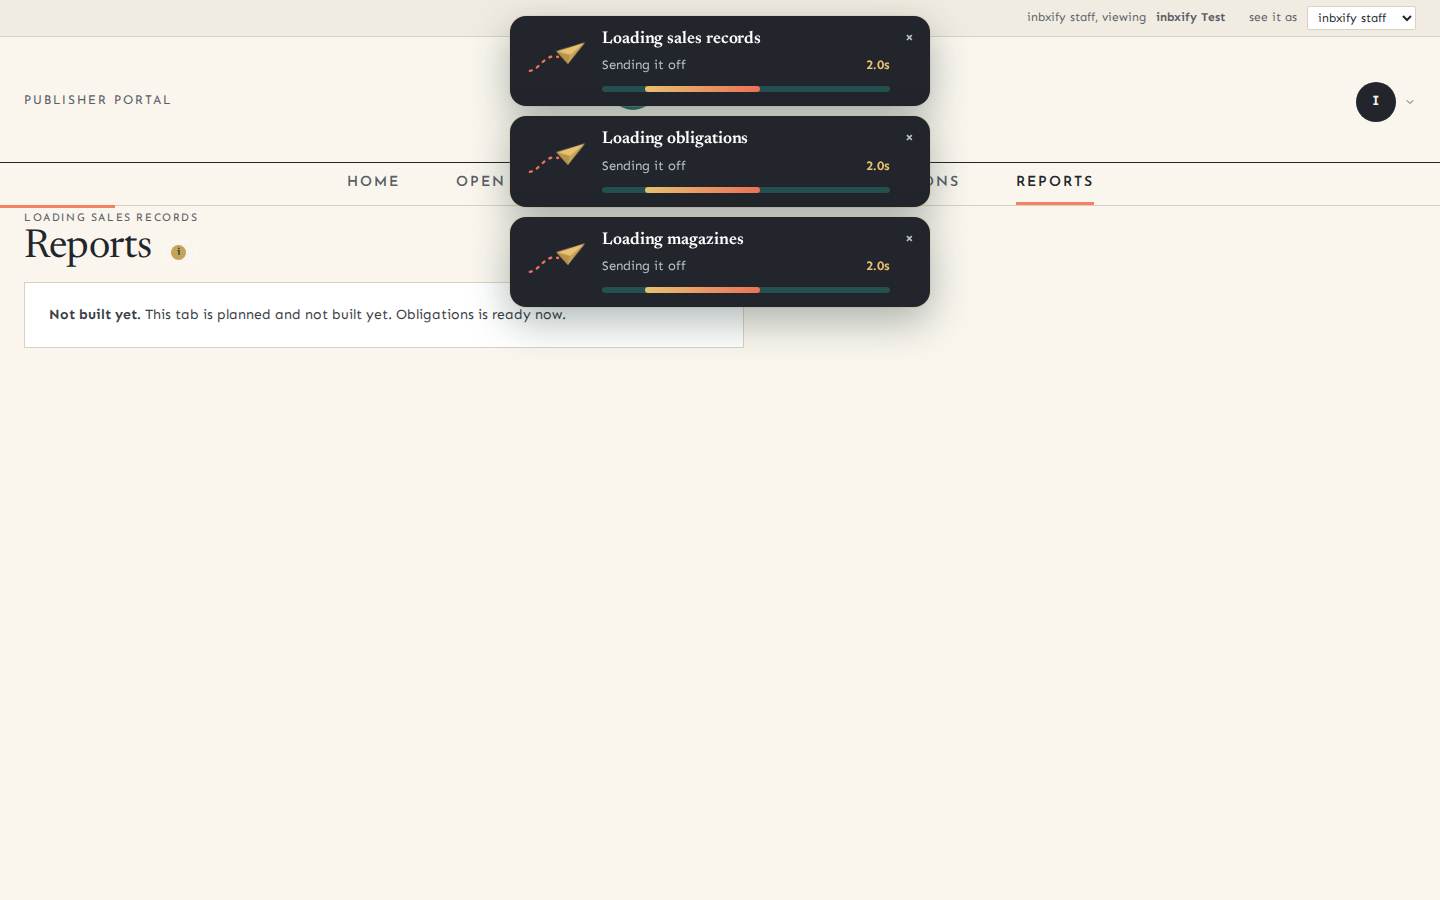 inbxify staff, viewing inbxify Test see it as inbxify staff
PUBLISHER PORTAL
I
Loading sales records ×
Sending it off 2.0s
Loading obligations ×
Sending it off 2.0s
Loading magazines ×
Sending it off 2.0s
HOME OPEN REPORTS
LOADING SALES RECORDS
Reports i
Not built yet. This tab is planned and not built yet. Obligations is ready now.